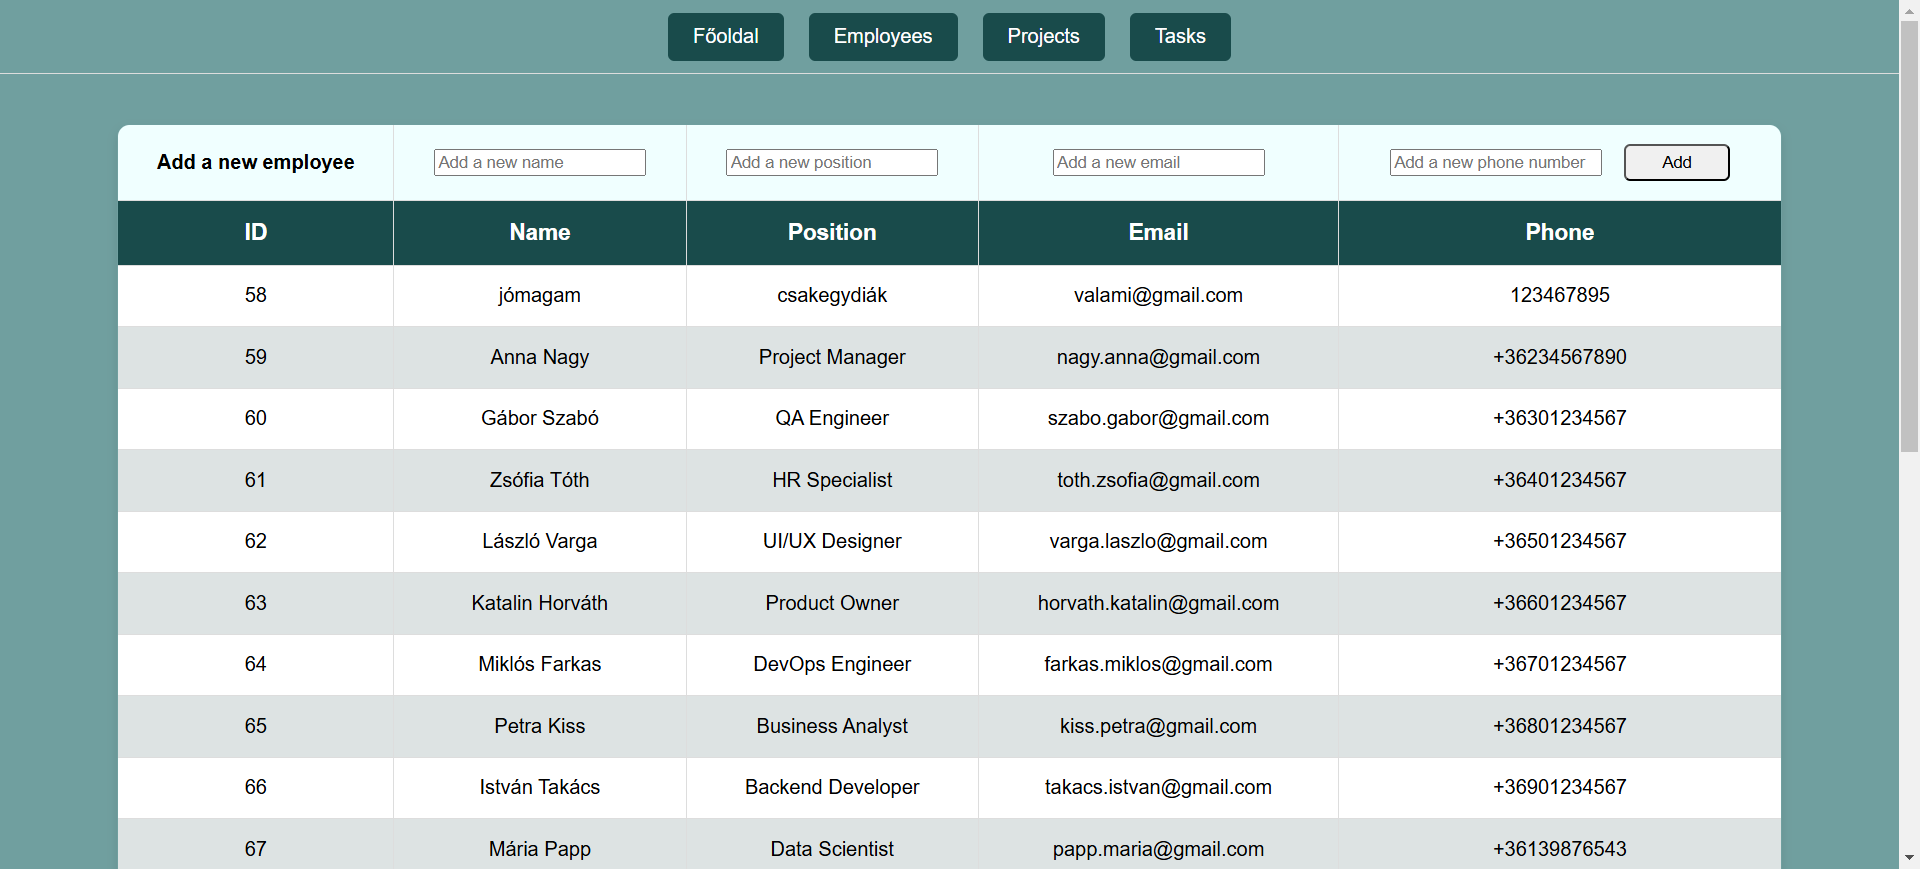 Főoldal Employees Projects Tasks
Add a new employee Add a new name Add a new position Add a new email Add a new phone number Add
ID Name Position Email Phone
58 jómagam csakegydiák valami@gmail.com 123467895
59 Anna Nagy Project Manager nagy.anna@gmail.com +36234567890
60 Gábor Szabó QA Engineer szabo.gabor@gmail.com +36301234567
61 Zsófia Tóth HR Specialist toth.zsofia@gmail.com +36401234567
62 László Varga UI/UX Designer varga.laszlo@gmail.com +36501234567
63 Katalin Horváth Product Owner horvath.katalin@gmail.com +36601234567
64 Miklós Farkas DevOps Engineer farkas.miklos@gmail.com +36701234567
65 Petra Kiss Business Analyst kiss.petra@gmail.com +36801234567
66 István Takács Backend Developer takacs.istvan@gmail.com +36901234567
67 Mária Papp Data Scientist papp.maria@gmail.com +36139876543